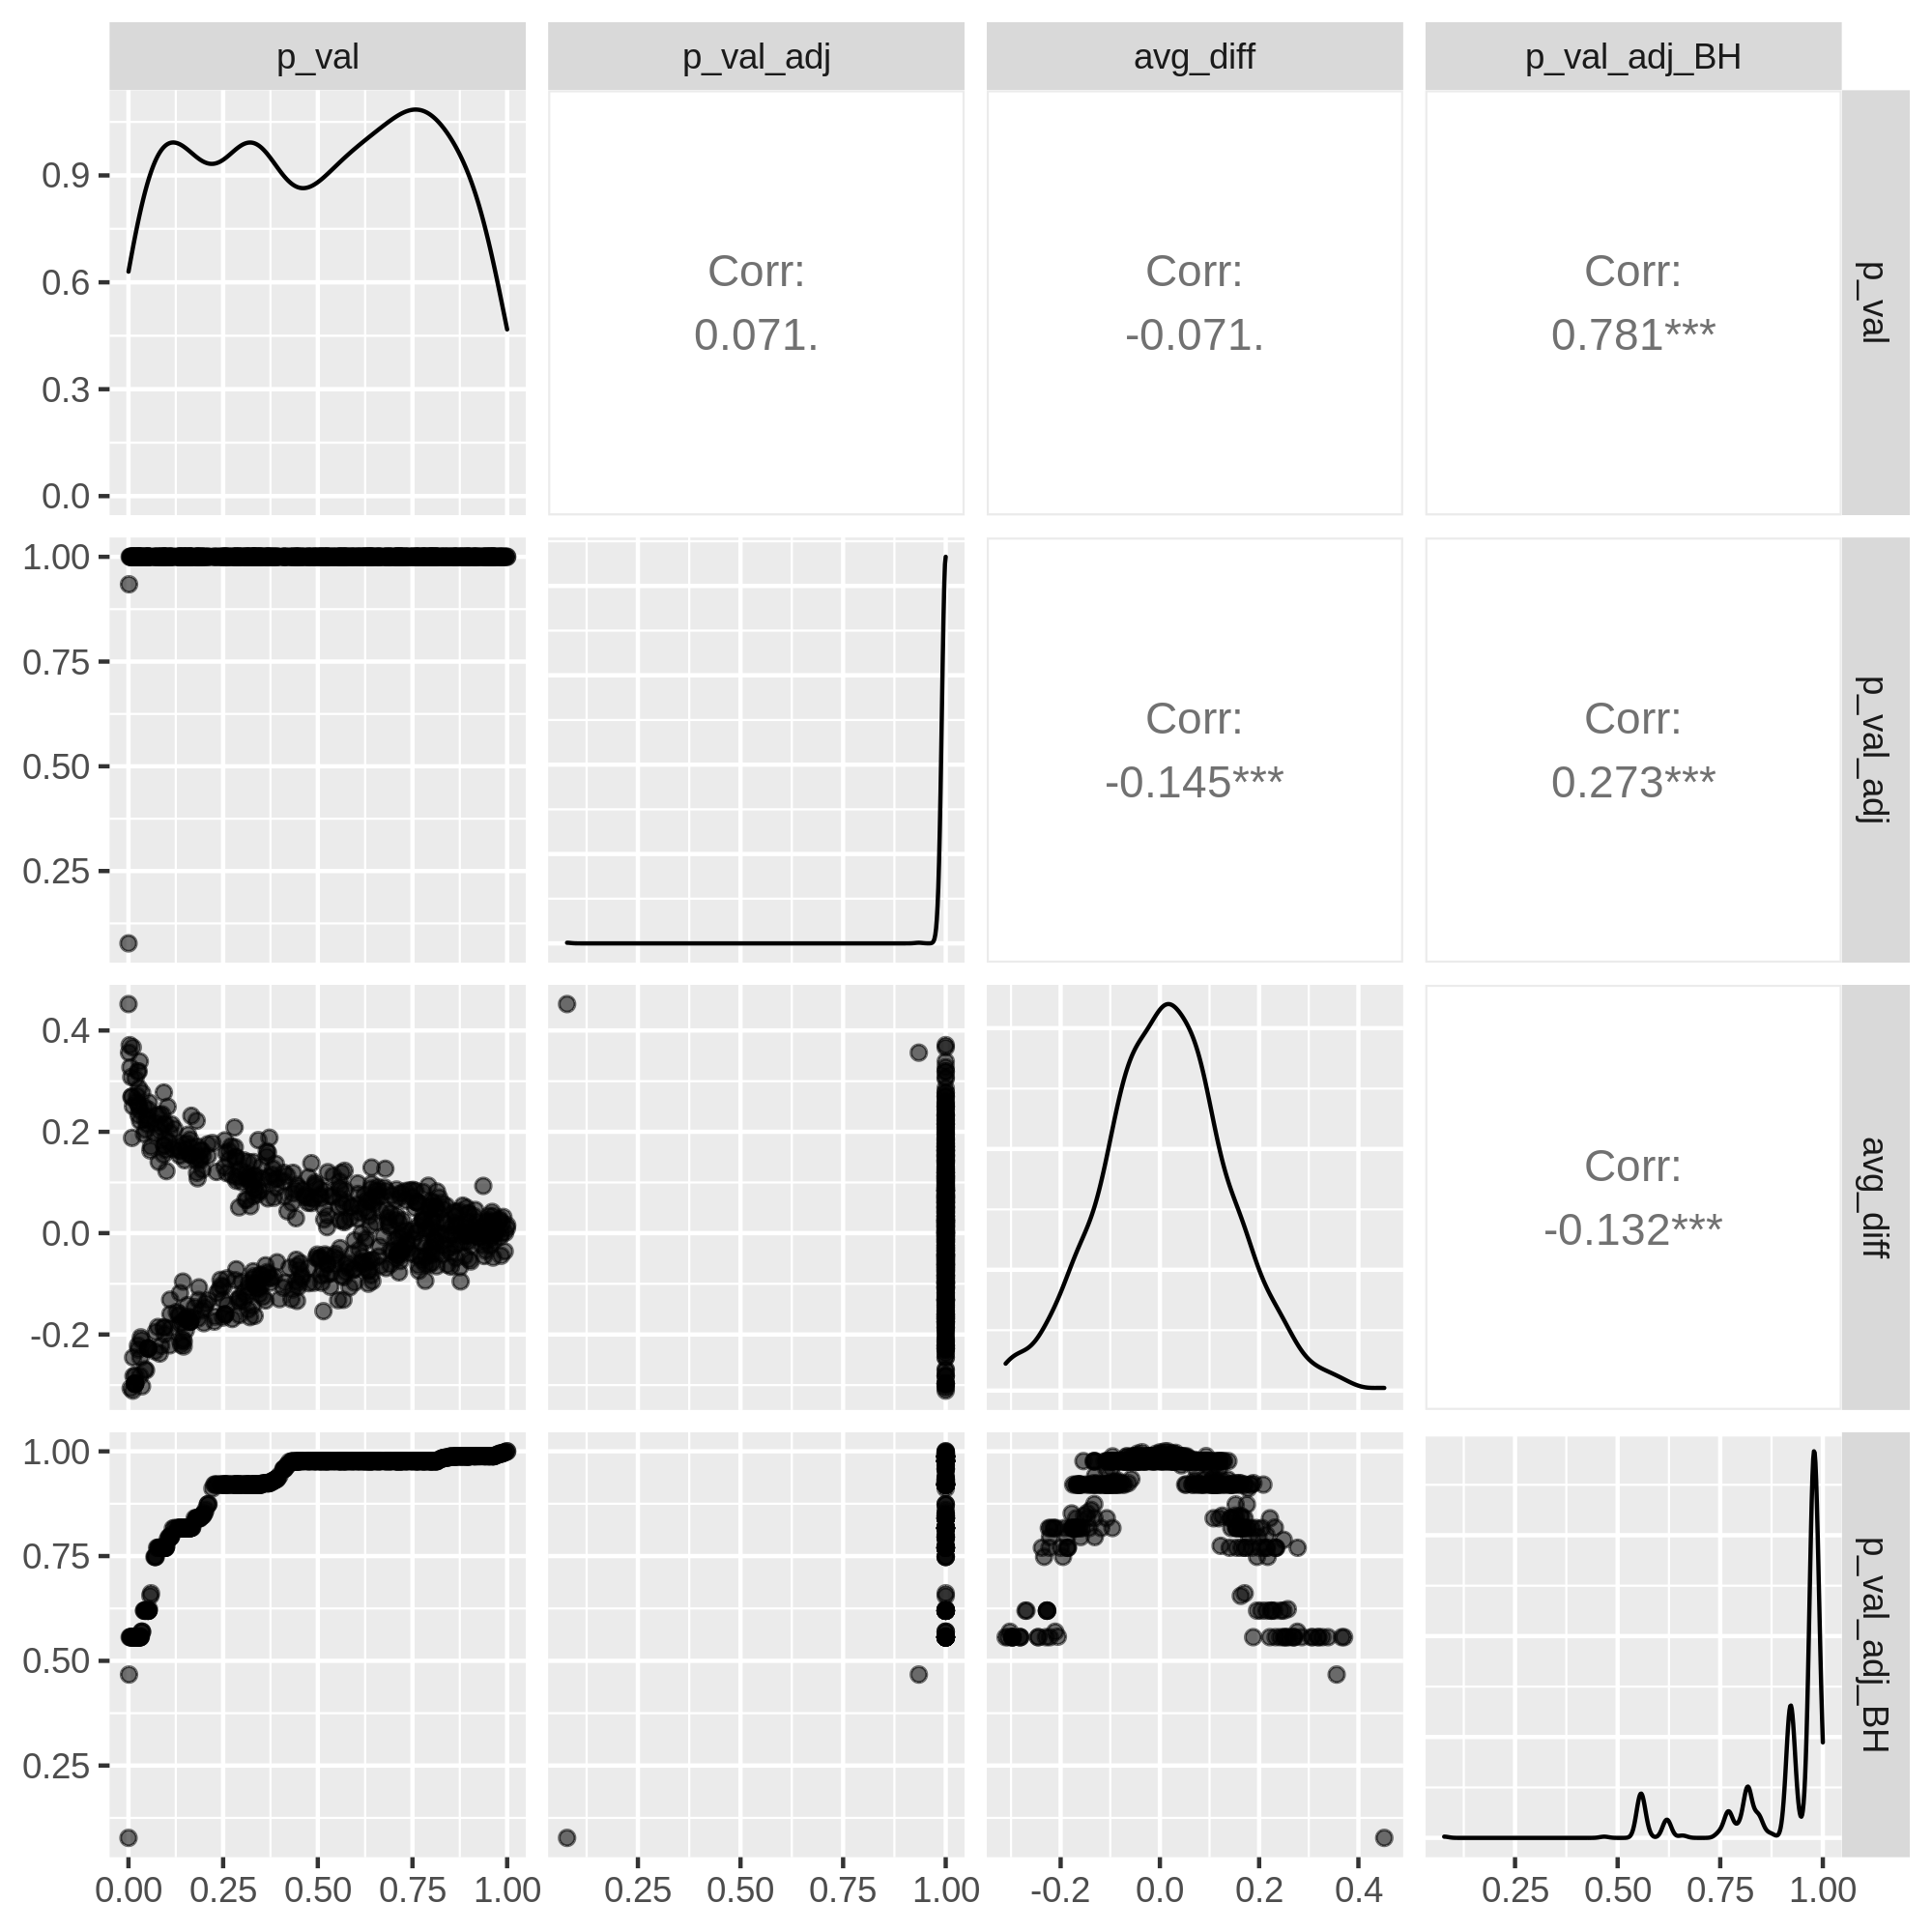 p_val
p_val_adj
avg_diff
p_val_adj_BH
0.9
0.6
0.3
0.0
Corr:
0.071.
Corr:
-0.071.
Corr:
0.781***
p_val
1.00
0.75
0.50
0.25
Corr:
-0.145***
Corr:
0.273***
p_val_adj
0.4
0.2
0.0
-0.2
Corr:
-0.132***
avg_diff
1.00
0.75
0.50
0.25
p_val_adj_BH
0.00 0.25 0.50 0.75 1.00
0.25 0.50 0.75 1.00
-0.2 0.0 0.2 0.4
0.25 0.50 0.75 1.00